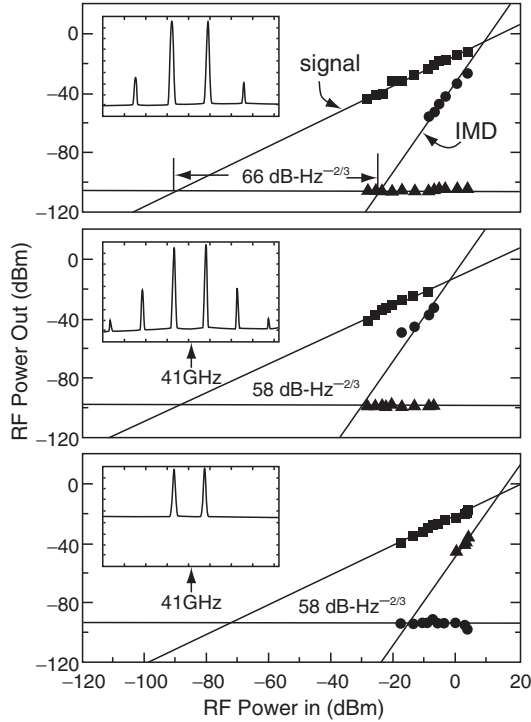 0
−40
−80
−120
signal
IMD
66 dB-Hz−2/3
RF Power Out (dBm)
0
−40
−80
−120
41GHz
58 dB-Hz−2/3
0
−40
−80
−120
41GHz
58 dB-Hz−2/3
−120 −100 −80 −60 −40 −20 0 20
RF Power in (dBm)